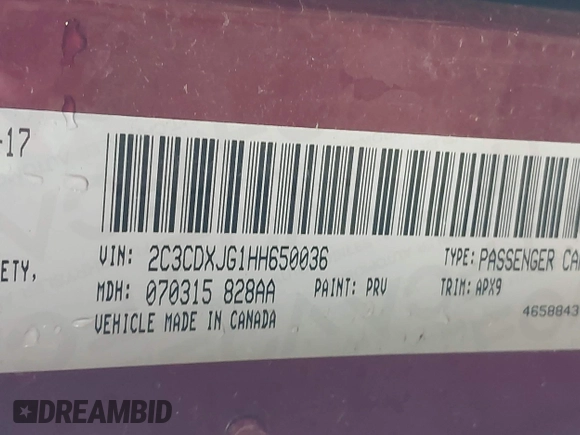 -17
VIN: 2C3CDXJG1HH650036
TYPE: PASSENGER CAR
ETY,
MDH: 070315 828AA
PAINT: PRV
TRIM: APX9
VEHICLE MADE IN CANADA
4658843
DREAMBID